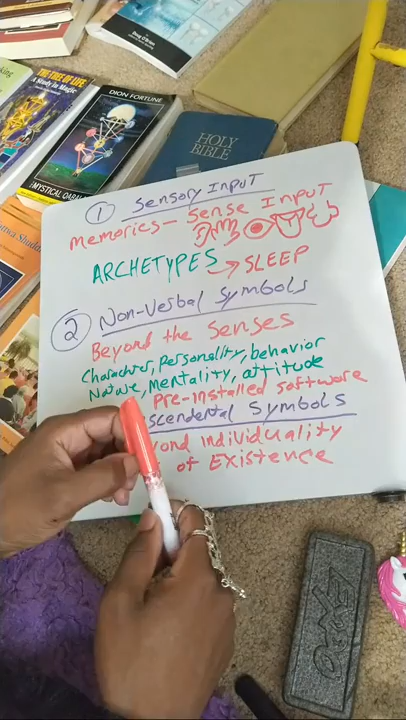 THE TREE OF LIFE
A Study in Magic
DION FORTUNE
MYSTICAL QABALAH
HOLY
BIBLE
① Sensory InpuT
Memories – Sense InpuT
ARCHETYPES → SLEEP
② Non-Verbal Symbols
Beyond the Senses
Character, Personality, behavior
Nature, Mentality, attitude
Pre-installed software
scendental Symbols
yond individuality
of Existence
EXPO